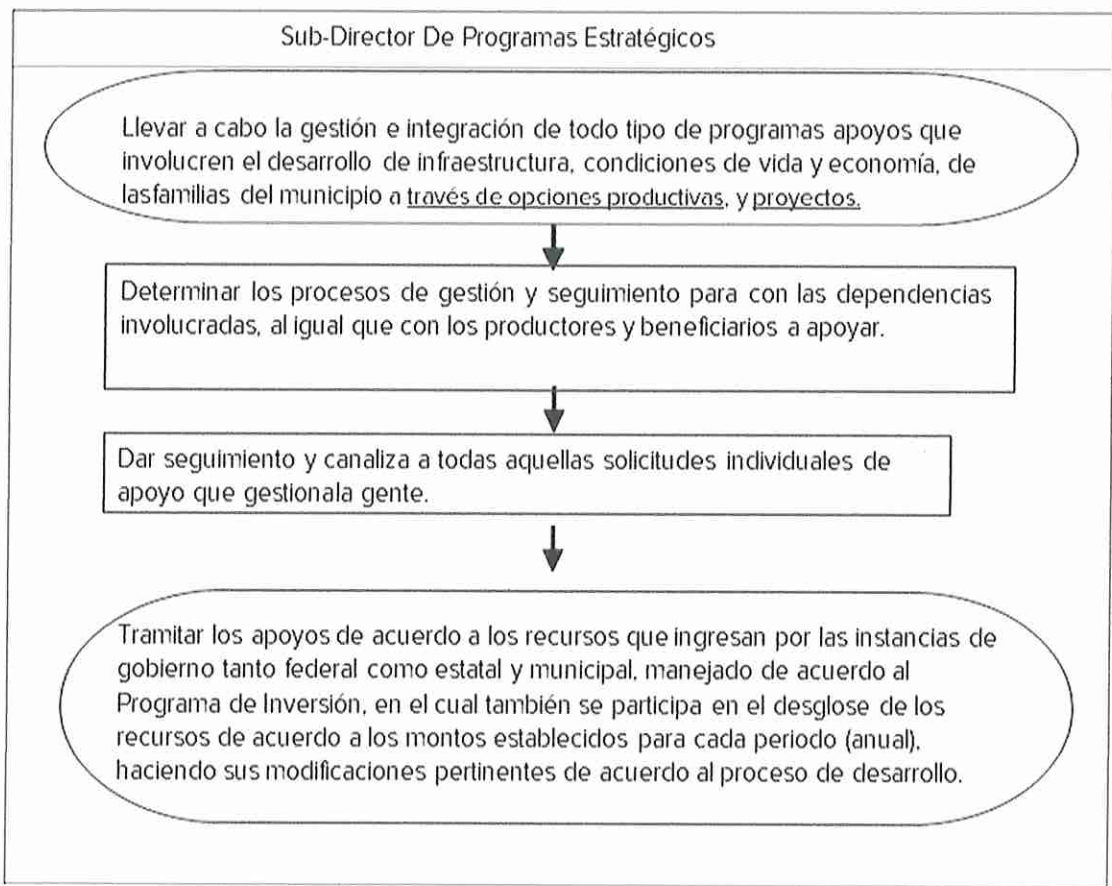 Sub-Director De Programas Estratégicos
Llevar a cabo la gestión e integración de todo tipo de programas apoyos que
involucren el desarrollo de infraestructura, condiciones de vida y economía, de
lasfamilias del municipio a través de opciones productivas, y proyectos.
Determinar los procesos de gestión y seguimiento para con las dependencias
involucradas, al igual que con los productores y beneficiarios a apoyar.
Dar seguimiento y canaliza a todas aquellas solicitudes individuales de
apoyo que gestionala gente.
Tramitar los apoyos de acuerdo a los recursos que ingresan por las instancias de
gobierno tanto federal como estatal y municipal, manejado de acuerdo al
Programa de Inversión, en el cual también se participa en el desglose de los
recursos de acuerdo a los montos establecidos para cada periodo (anual),
haciendo sus modificaciones pertinentes de acuerdo al proceso de desarrollo.